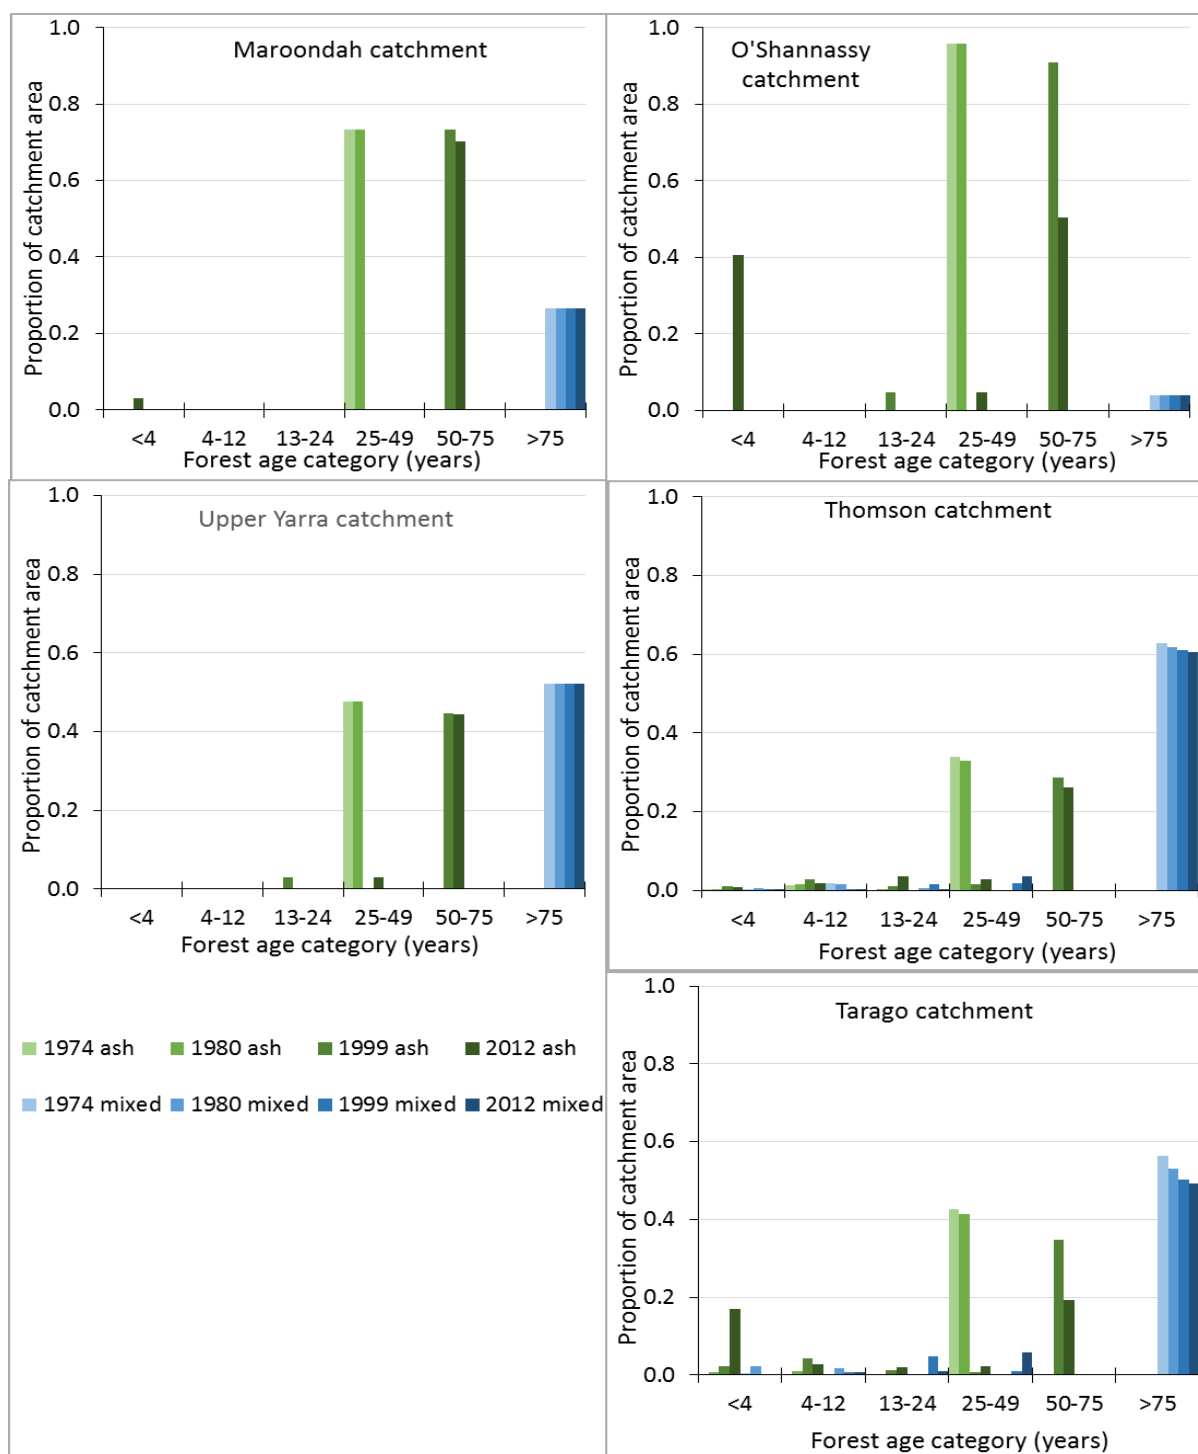 Maroondah catchment
Proportion of catchment area
1.0
0.8
0.6
0.4
0.2
0.0
<4 4-12 13-24 25-49 50-75 >75
Forest age category (years)
O'Shannassy
catchment
Proportion of catchment area
1.0
0.8
0.6
0.4
0.2
0.0
<4 4-12 13-24 25-49 50-75 >75
Forest age category (years)
Upper Yarra catchment
Proportion of catchment area
1.0
0.8
0.6
0.4
0.2
0.0
<4 4-12 13-24 25-49 50-75 >75
Forest age category (years)
Thomson catchment
Proportion of catchment area
1.0
0.8
0.6
0.4
0.2
0.0
<4 4-12 13-24 25-49 50-75 >75
Forest age category (years)
1974 ash 1980 ash 1999 ash 2012 ash
1974 mixed 1980 mixed 1999 mixed 2012 mixed
Tarago catchment
Proportion of catchment area
1.0
0.8
0.6
0.4
0.2
0.0
<4 4-12 13-24 25-49 50-75 >75
Forest age category (years)